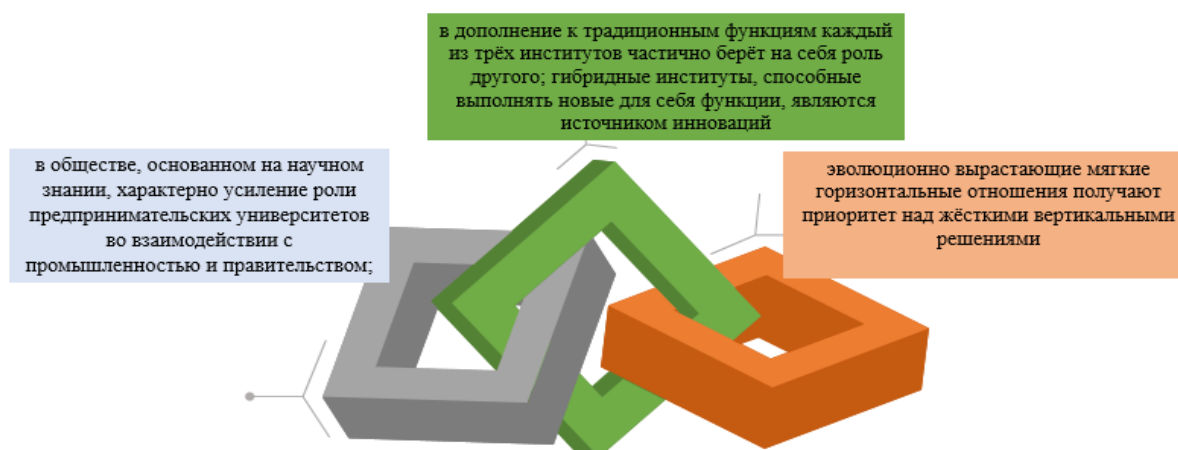 в дополнение к традиционным функциям каждый
из трёх институтов частично берёт на себя роль
другого; гибридные институты, способные
выполнять новые для себя функции, являются
источником инноваций
в обществе, основанном на научном
знании, характерно усиление роли
предпринимательских университетов
во взаимодействии с
промышленностью и правительством;
эволюционно вырастающие мягкие
горизонтальные отношения получают
приоритет над жёсткими вертикальными
решениями